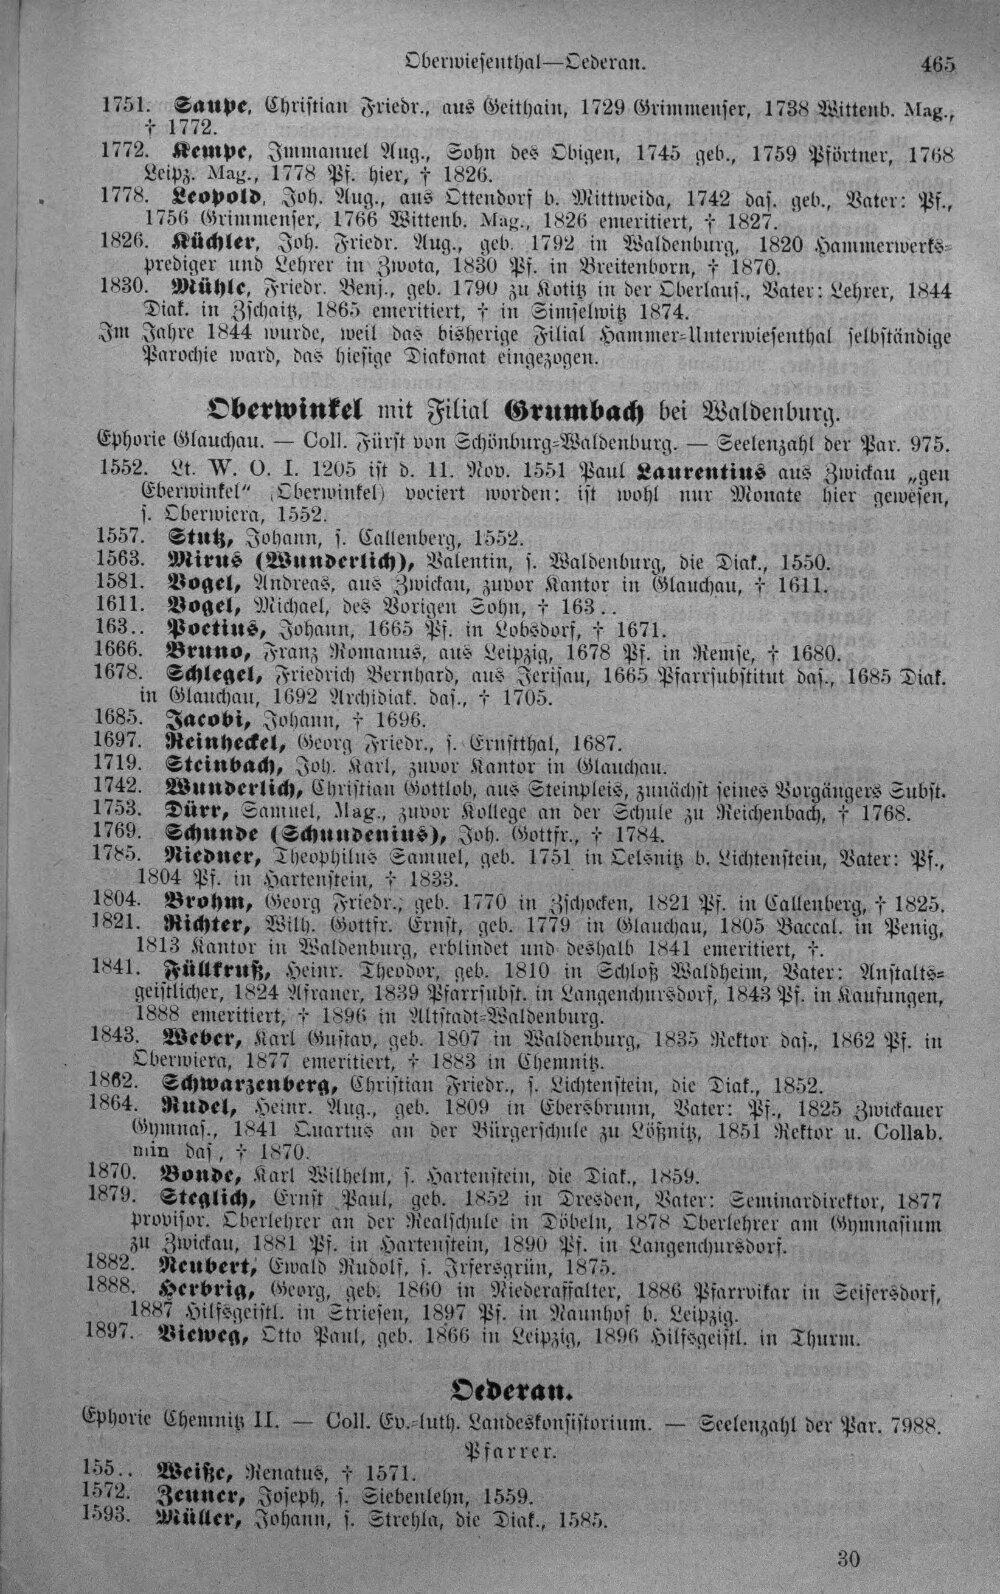 Oberwiesenthal—Oederan. 465
1751. Saupe, Christian Friedr., aus Geithain, 1729 Grimmenser, 1738 Wittenb. Mag.,
† 1772.
1772. Kempe, Immanuel Aug., Sohn des Obigen, 1745 geb., 1759 Pförtner, 1768
Leipz. Mag., 1778 Pf. hier, † 1826.
1778. Leopold, Joh. Aug., aus Ottendorf b. Mittweida, 1742 das. geb., Vater: Pf.,
1756 Grimmenser, 1766 Wittenb. Mag., 1826 emeritiert, † 1827.
1826. Küchler, Joh. Friedr. Aug., geb. 1792 in Waldenburg, 1820 Hammerwerks-
prediger und Lehrer in Zwota, 1830 Pf. in Breitenborn, † 1870.
1830. Mühle, Friedr. Benj., geb. 1790 zu Kotitz in der Oberlaus., Vater: Lehrer, 1844
Diak. in Zschaitz, 1865 emeritiert, † in Simselwitz 1874.
Im Jahre 1844 wurde, weil das bisherige Filial Hammer-Unterwiesenthal selbständige
Parochie ward, das hiesige Diakonat eingezogen.
Oberwinkel mit Filial Grumbach bei Waldenburg.
Ephorie Glauchau. — Coll. Fürst von Schönburg-Waldenburg. — Seelenzahl der Par. 975.
1552. Lt. W. O. I. 1205 ist d. 11. Nov. 1551 Paul Laurentius aus Zwickau „gen
Eberwinkel“ (Oberwinkel) vociert worden; ist wohl nur Monate hier gewesen,
s. Oberwiera, 1552.
1557. Stutz, Johann, s. Callenberg, 1552.
1563. Mirus (Wunderlich), Valentin, s. Waldenburg, die Diak., 1550.
1581. Vogel, Andreas, aus Zwickau, zuvor Kantor in Glauchau, † 1611.
1611. Vogel, Michael, des Vorigen Sohn, † 163..
163.. Poetius, Johann, 1665 Pf. in Lobsdorf, † 1671.
1666. Bruno, Franz Romanus, aus Leipzig, 1678 Pf. in Remse, † 1680.
1678. Schlegel, Friedrich Bernhard, aus Jerisau, 1665 Pfarrsubstitut das., 1685 Diak.
in Glauchau, 1692 Archidiak. das., † 1705.
1685. Jacobi, Johann, † 1696.
1697. Reinheckel, Georg Friedr., s. Ernstthal, 1687.
1719. Steinbach, Joh. Karl, zuvor Kantor in Glauchau.
1742. Wunderlich, Christian Gottlob, aus Steinpleis, zunächst seines Vorgängers Subst.
1753. Dürr, Samuel, Mag., zuvor Kollege an der Schule zu Reichenbach, † 1768.
1769. Schunde (Schundenius), Joh. Gottfr., † 1784.
1785. Niedner, Theophilus Samuel, geb. 1751 in Oelsnitz b. Lichtenstein, Vater: Pf.,
1804 Pf. in Hartenstein, † 1833.
1804. Brohm, Georg Friedr., geb. 1770 in Zschocken, 1821 Pf. in Callenberg, † 1825.
1821. Richter, Wilh. Gottfr. Ernst, geb. 1779 in Glauchau, 1805 Baccal. in Penig,
1813 Kantor in Waldenburg, erblindet und deshalb 1841 emeritiert, †.
1841. Füllkruß, Heinr. Theodor, geb. 1810 in Schloß Waldheim, Vater: Anstalts-
geistlicher, 1824 Afraner, 1839 Pfarrsubst. in Langenchursdorf, 1843 Pf. in Kaufungen,
1888 emeritiert, † 1896 in Altstadt-Waldenburg.
1843. Weber, Karl Gustav, geb. 1807 in Waldenburg, 1835 Rektor das., 1862 Pf. in
Oberwiera, 1877 emeritiert, † 1883 in Chemnitz.
1862. Schwarzenberg, Christian Friedr., s. Lichtenstein, die Diak., 1852.
1864. Rudel, Heinr. Aug., geb. 1809 in Ebersbrunn, Vater: Pf., 1825 Zwickauer
Gymnas., 1841 Quartus an der Bürgerschule zu Lößnitz, 1851 Rektor u. Collab.
min das, † 1870.
1870. Bonde, Karl Wilhelm, s. Hartenstein, die Diak., 1859.
1879. Steglich, Ernst Paul, geb. 1852 in Dresden, Vater: Seminardirektor, 1877
provisor. Oberlehrer an der Realschule in Döbeln, 1878 Oberlehrer am Gymnasium
zu Zwickau, 1881 Pf. in Hartenstein, 1890 Pf. in Langenchursdorf.
1882. Neubert, Ewald Rudolf, s. Irfersgrün, 1875.
1888. Herbrig, Georg, geb. 1860 in Niederaffalter, 1886 Pfarrvikar in Seifersdorf,
1887 Hilfsgeistl. in Striesen, 1897 Pf. in Naunhof b. Leipzig.
1897. Vieweg, Otto Paul, geb. 1866 in Leipzig, 1896 Hilfsgeistl. in Thurm.
Oederan.
Ephorie Chemnitz II. — Coll. Ev.-luth. Landeskonsistorium. — Seelenzahl der Par. 7988.
Pfarrer.
155.. Weiße, Renatus, † 1571.
1572. Zeuner, Joseph, s. Siebenlehn, 1559.
1593. Müller, Johann, s. Strehla, die Diak., 1585.
30